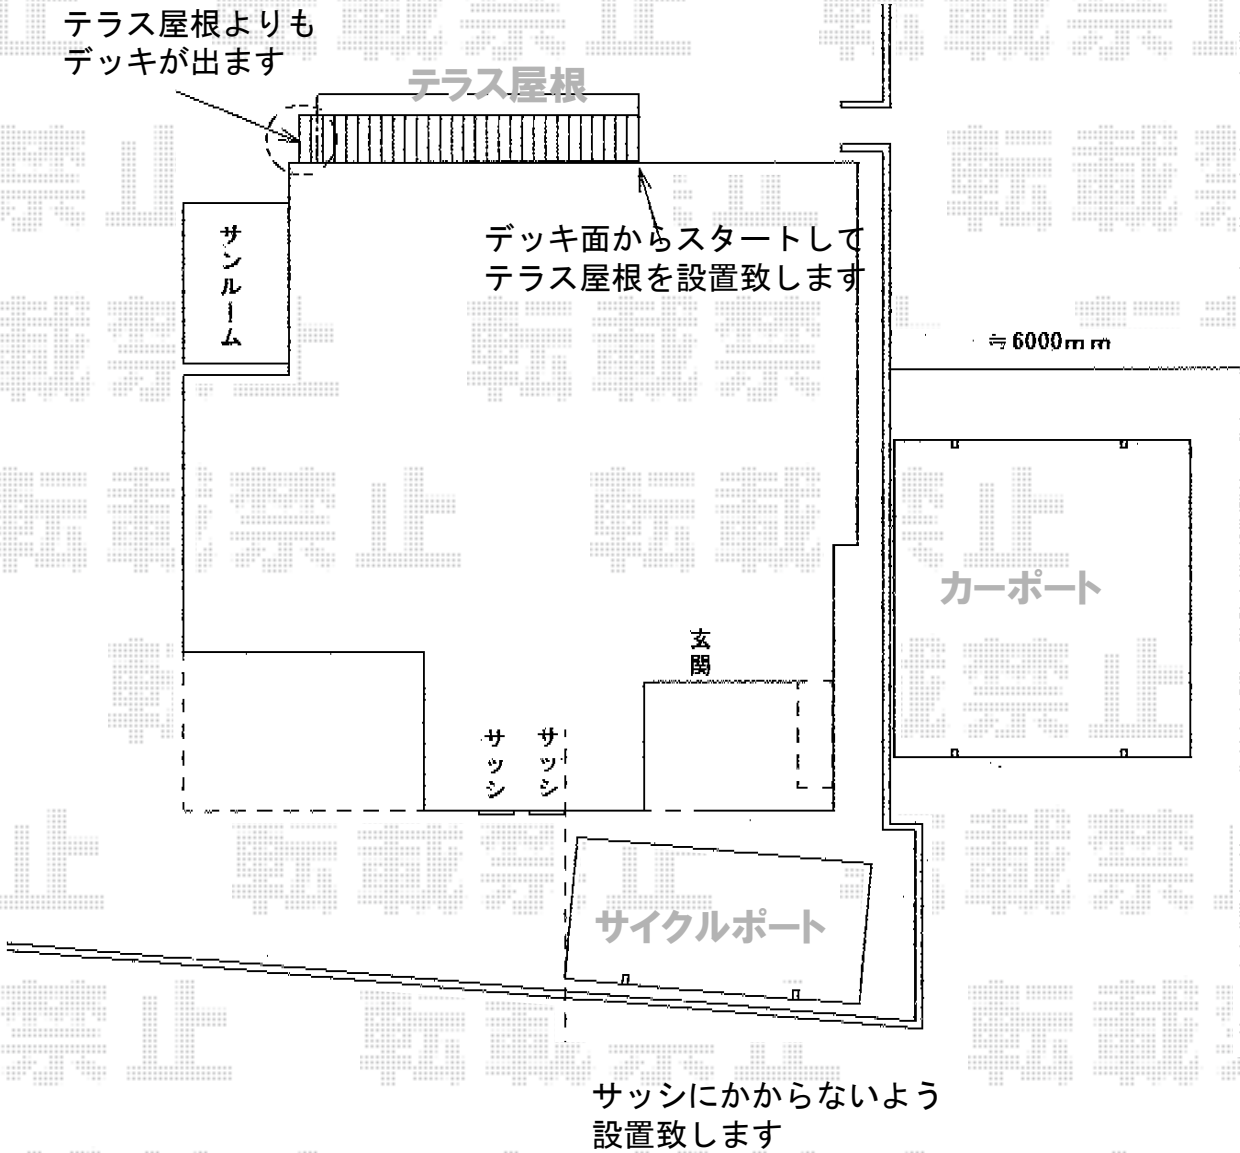 テラス屋根よりも
デッキが出ます
テラス屋根
デッキ面からスタートして
テラス屋根を設置致します
サンルーム
≒6000mm
カーポート
玄関
サッシ
サッシ
サイクルポート
サッシにかからないよう
設置致します
転載禁止